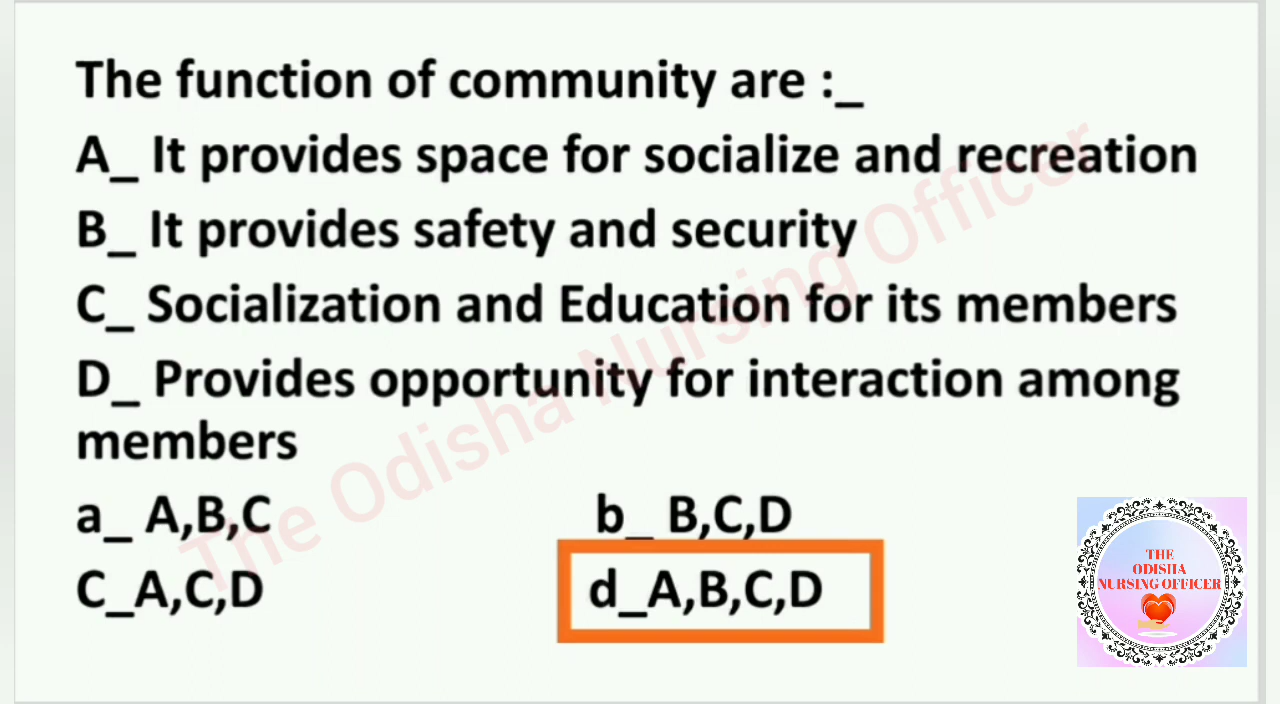 The function of community are :_
A_ It provides space for socialize and recreation
B_ It provides safety and security
C_ Socialization and Education for its members
D_ Provides opportunity for interaction among
members
a_ A,B,C b_ B,C,D
C_A,C,D d_A,B,C,D
The Odisha Nursing Officer
THE
ODISHA
NURSING OFFICER